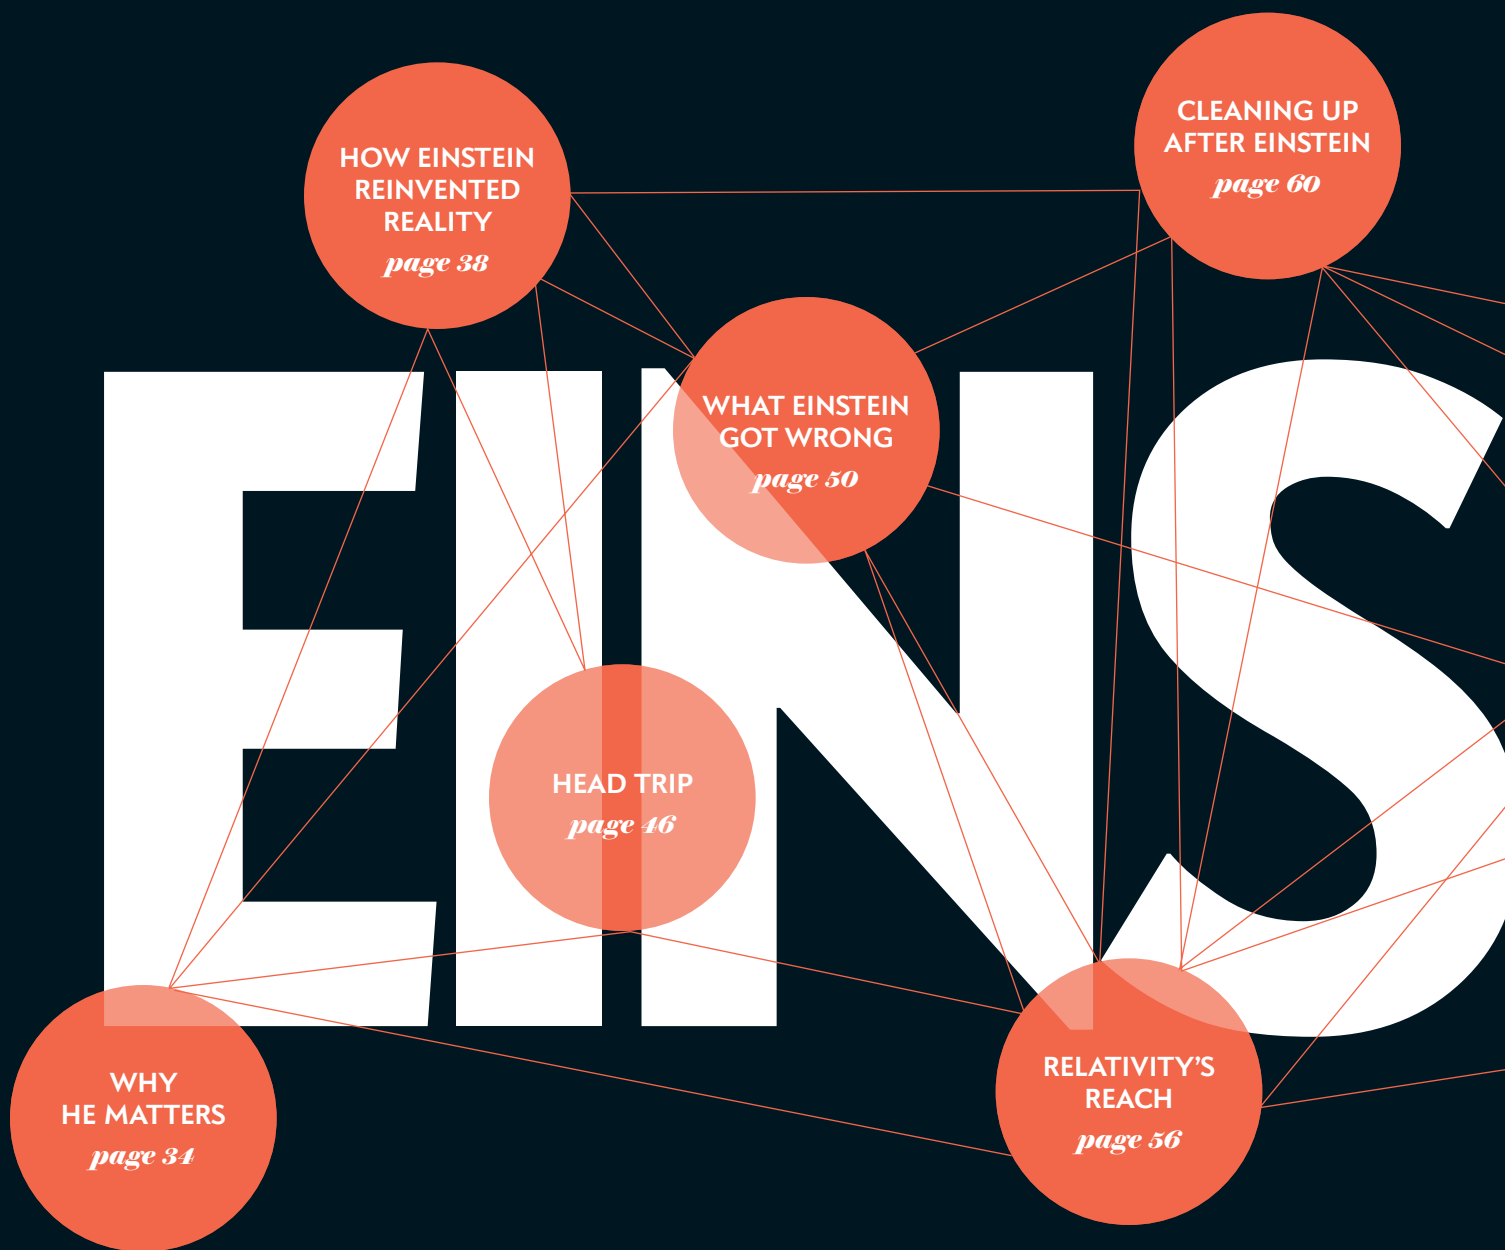 HOW EINSTEIN
REINVENTED
REALITY
page 38
CLEANING UP
AFTER EINSTEIN
page 60
WHAT EINSTEIN
GOT WRONG
page 50
EINS
HEAD TRIP
page 46
WHY
HE MATTERS
page 34
RELATIVITY’S
REACH
page 56